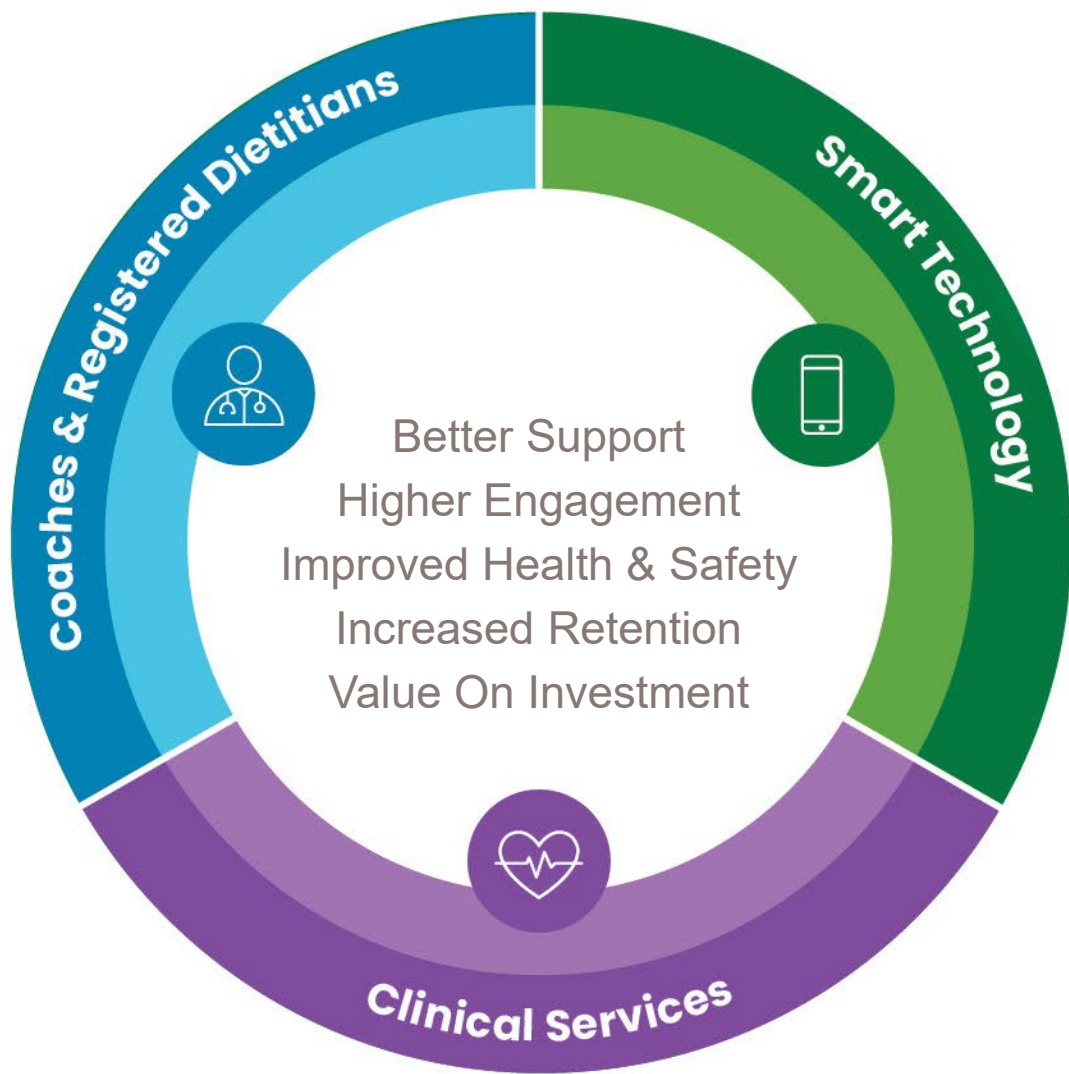 Coaches & Registered Dietitians
Smart Technology
Better Support
Higher Engagement
Improved Health & Safety
Increased Retention
Value On Investment
Clinical Services